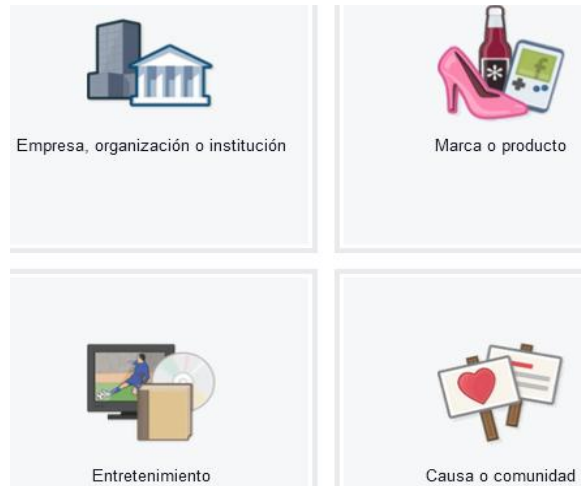 Empresa, organización o institución
Marca o producto
Entretenimiento
Causa o comunidad